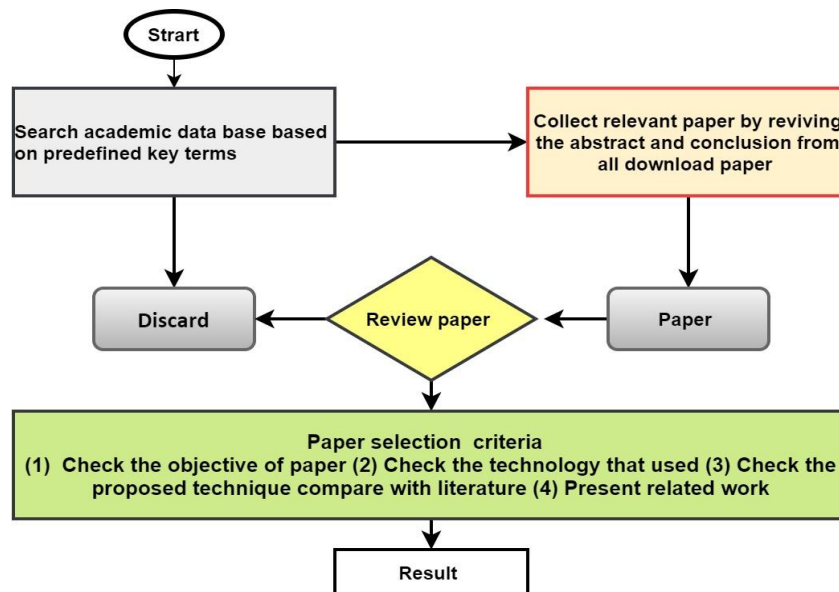 Strart
Search academic data base based
on predefined key terms
Collect relevant paper by reviving
the abstract and conclusion from
all download paper
Discard
Review paper
Paper
Paper selection criteria
(1) Check the objective of paper (2) Check the technology that used (3) Check the
proposed technique compare with literature (4) Present related work
Result